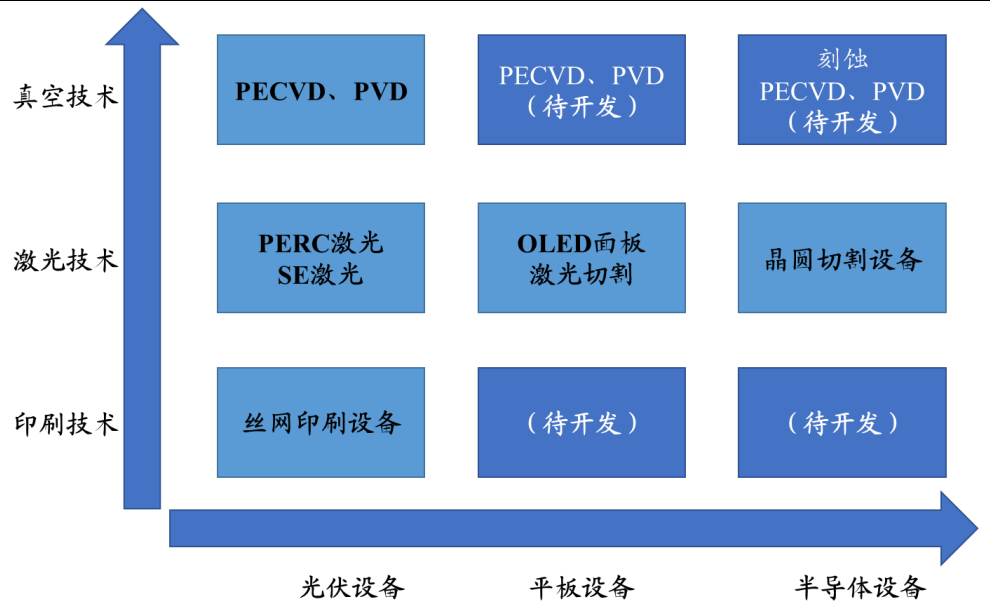 真空技术
PECVD、PVD
PECVD、PVD
（待开发）
刻蚀
PECVD、PVD
（待开发）
激光技术
PERC激光
SE激光
OLED面板
激光切割
晶圆切割设备
印刷技术
丝网印刷设备
（待开发）
（待开发）
光伏设备
平板设备
半导体设备